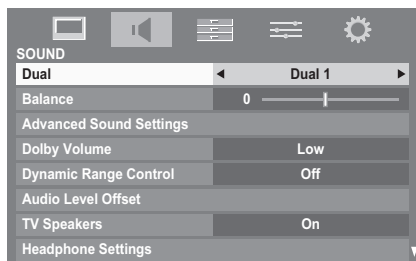 SOUND
Dual Dual 1
Balance 0
Advanced Sound Settings
Dolby Volume Low
Dynamic Range Control Off
Audio Level Offset
TV Speakers On
Headphone Settings